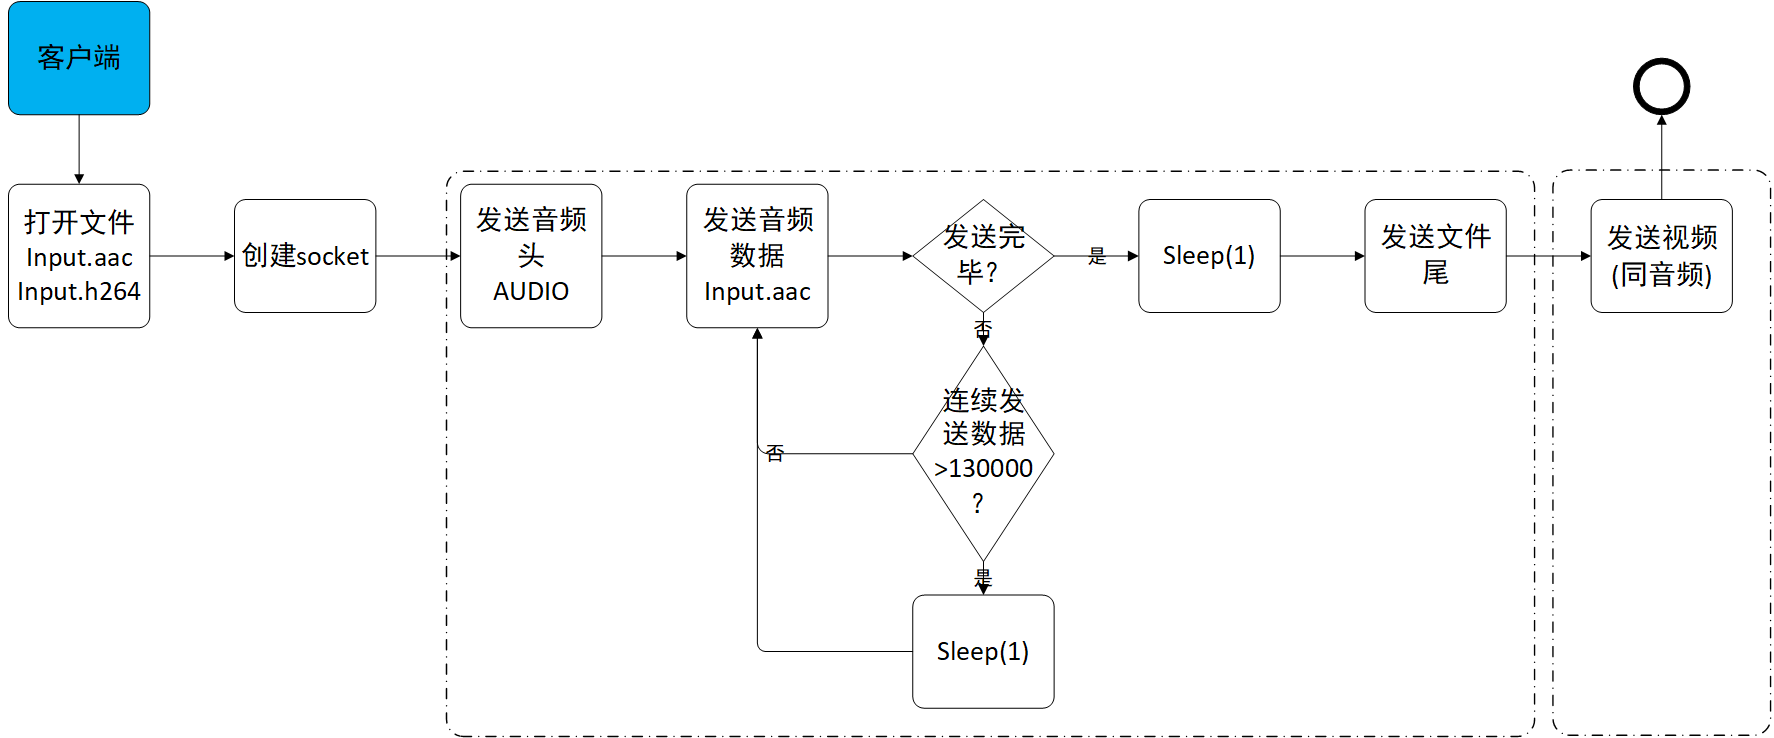 客户端
打开文件
Input.aac
Input.h264
创建socket
发送音频
头
AUDIO
发送音频
数据
Input.aac
发送完
毕？
是
Sleep(1)
发送文件
尾
发送视频
(同音频)
否
连续发
送数据
>130000
？
否
是
Sleep(1)